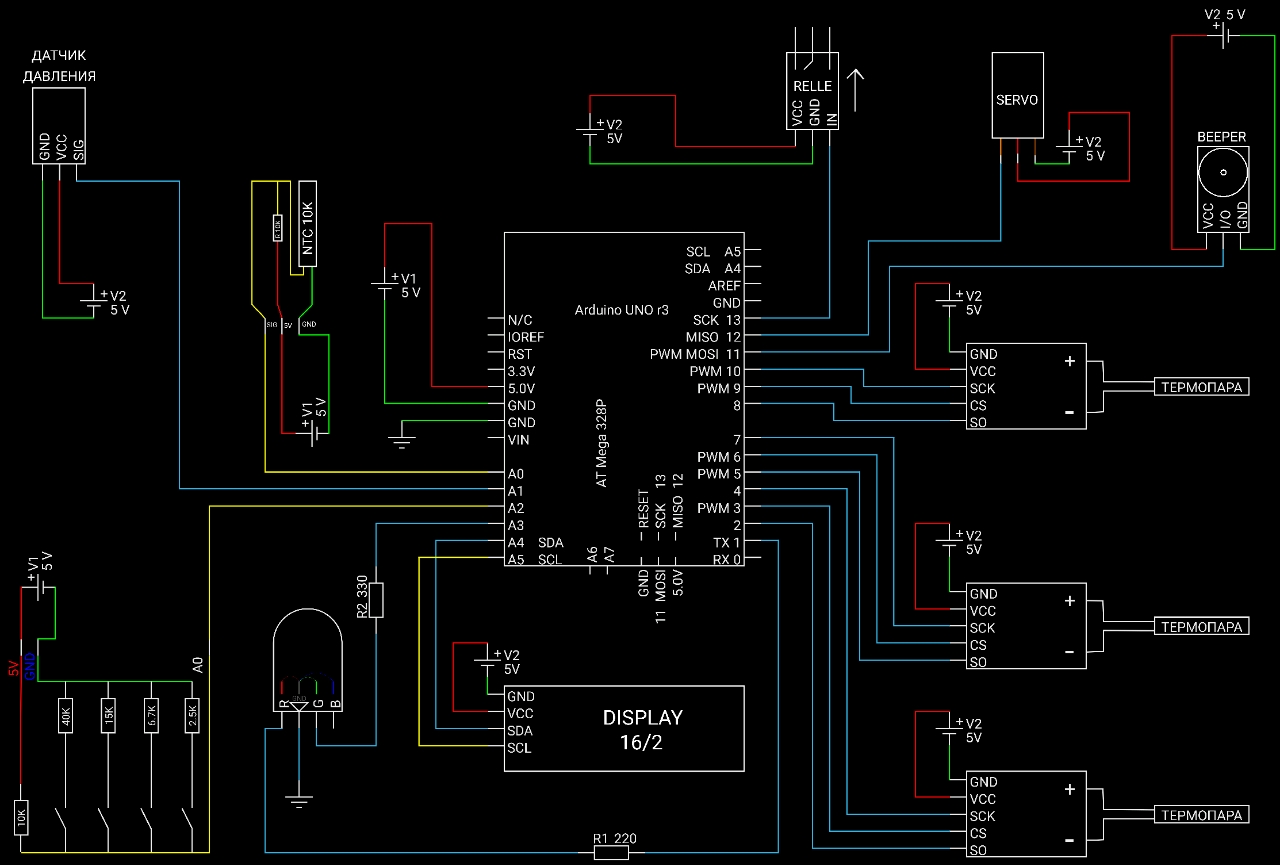 V2 5 V
+
ДАТЧИК
ДАВЛЕНИЯ
GND
VCC
SIG
+V2
5 V
R 10K
NTC 10K
SIG
5V
GND
+V1
5 V
+V1
5 V
+V2
5V
RELLE
VCC
GND
IN
SERVO
+V2
5 V
BEEPER
VCC
I/O
GND
Arduino UNO r3
AT Mega 328P
N/C
IOREF
RST
3.3V
5.0V
GND
GND
VIN
A0
A1
A2
A3
A4 SDA
A5 SCL
A6
A7
SCL A5
SDA A4
AREF
GND
SCK 13
MISO 12
PWM MOSI 11
PWM 10
PWM 9
8
7
PWM 6
PWM 5
4
PWM 3
2
TX 1
RX 0
RESET
SCK 13
MISO 12
GND
11 MOSI
5.0V
+V2
5V
GND
VCC
SCK
CS
SO
+
-
ТЕРМОПАРА
+V2
5V
GND
VCC
SCK
CS
SO
+
-
ТЕРМОПАРА
+V2
5V
GND
VCC
SCK
CS
SO
+
-
ТЕРМОПАРА
+V1
5 V
5V
GND
A0
40K
15K
6.7K
2.5K
10K
R2 330
R
GND
G
B
+V2
5V
GND
VCC
SDA
SCL
DISPLAY
16/2
R1 220